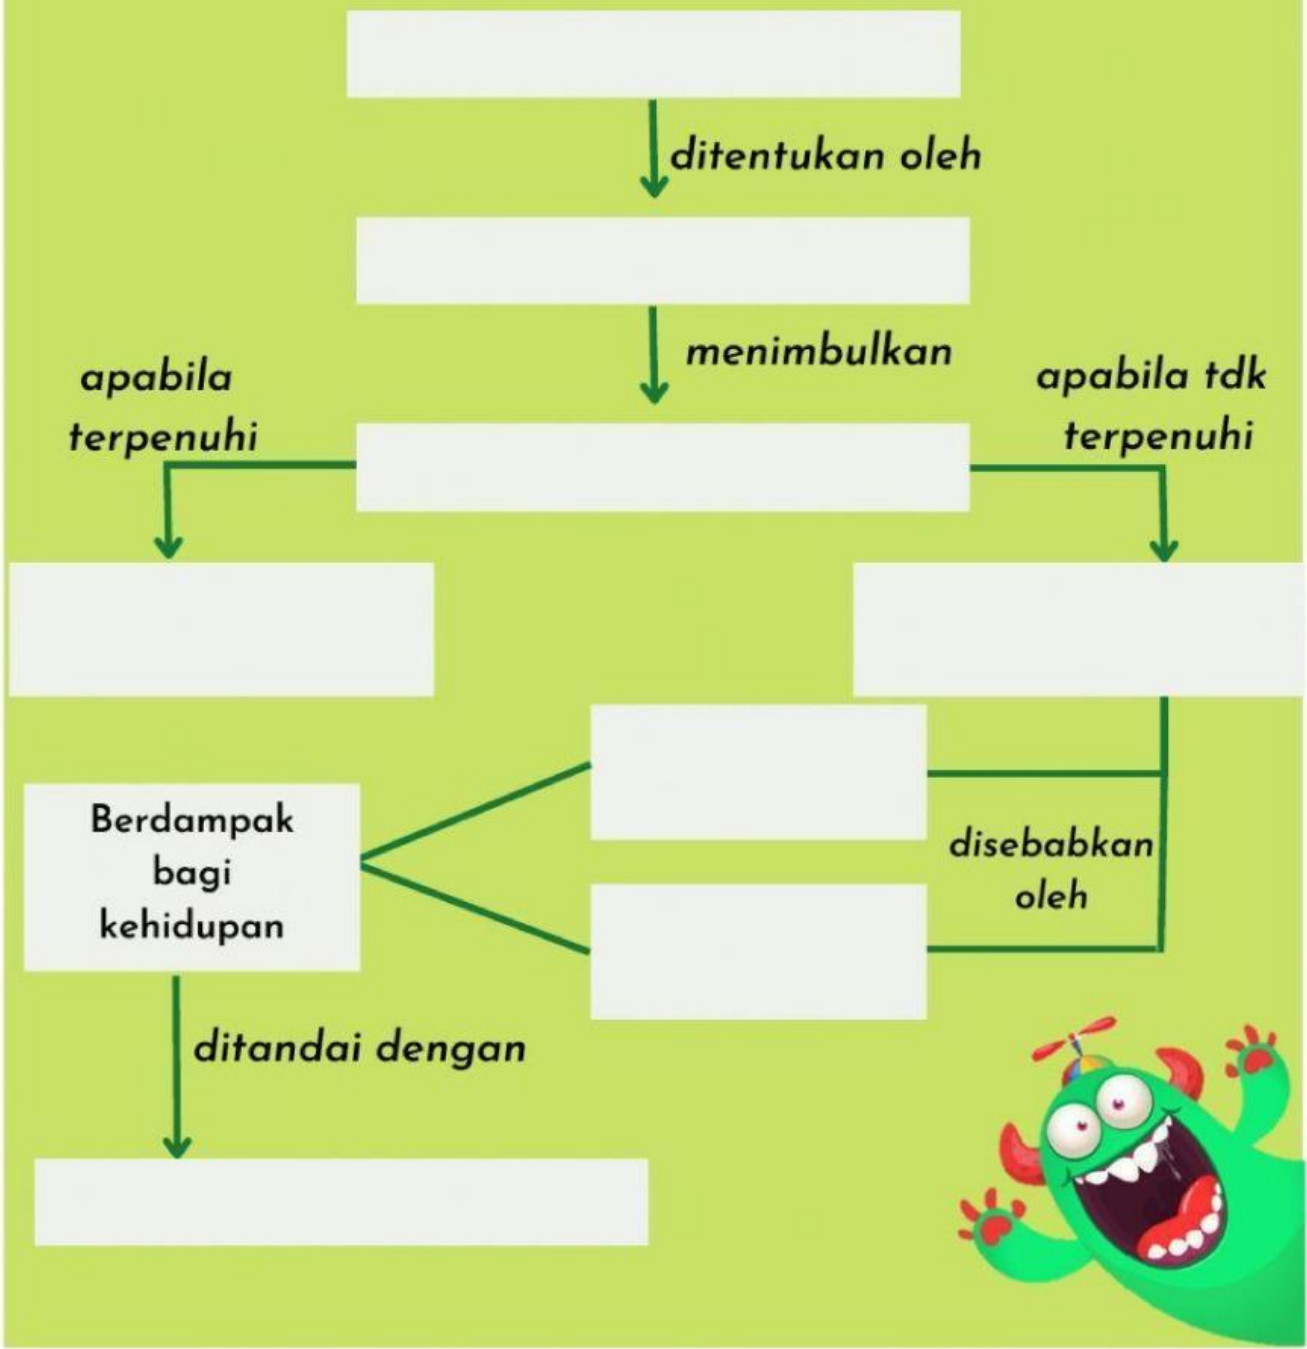 ditentukan oleh
menimbulkan
apabila
terpenuhi
apabila tdk
terpenuhi
Berdampak
bagi
kehidupan
disebabkan
oleh
ditandai dengan